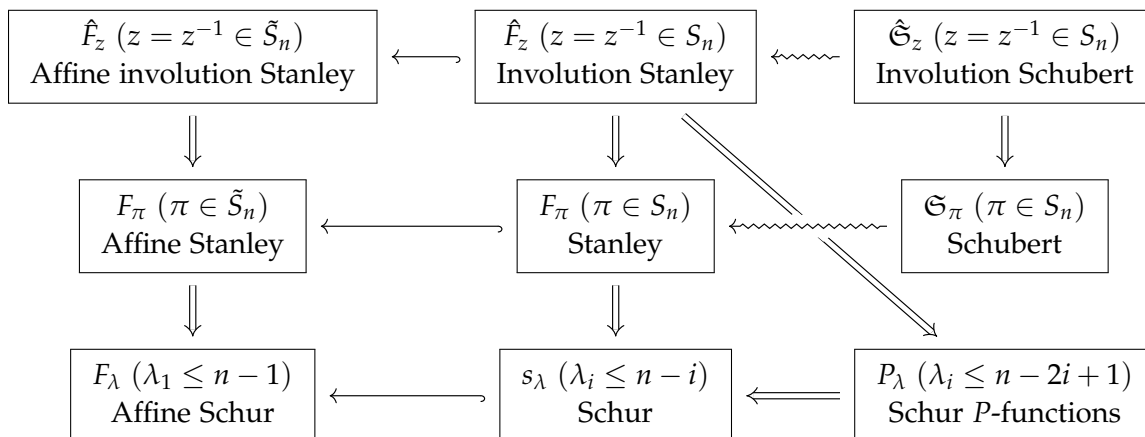 F̂_z (z = z⁻¹ ∈ S̃_n)
Affine involution Stanley
F̂_z (z = z⁻¹ ∈ S_n)
Involution Stanley
𝔖̂_z (z = z⁻¹ ∈ S_n)
Involution Schubert
F_π (π ∈ S̃_n)
Affine Stanley
F_π (π ∈ S_n)
Stanley
𝔖_π (π ∈ S_n)
Schubert
F_λ (λ₁ ≤ n − 1)
Affine Schur
s_λ (λ_i ≤ n − i)
Schur
P_λ (λ_i ≤ n − 2i + 1)
Schur P-functions